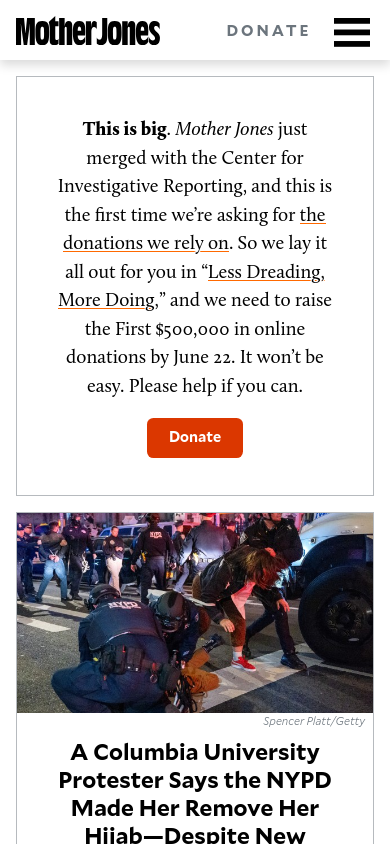 Mother Jones
DONATE
This is big. Mother Jones just
merged with the Center for
Investigative Reporting, and this is
the first time we’re asking for the
donations we rely on. So we lay it
all out for you in “Less Dreading,
More Doing,” and we need to raise
the First $500,000 in online
donations by June 22. It won’t be
easy. Please help if you can.
Donate
NYPD
Spencer Platt/Getty
A Columbia University
Protester Says the NYPD
Made Her Remove Her
Hijab—Despite New